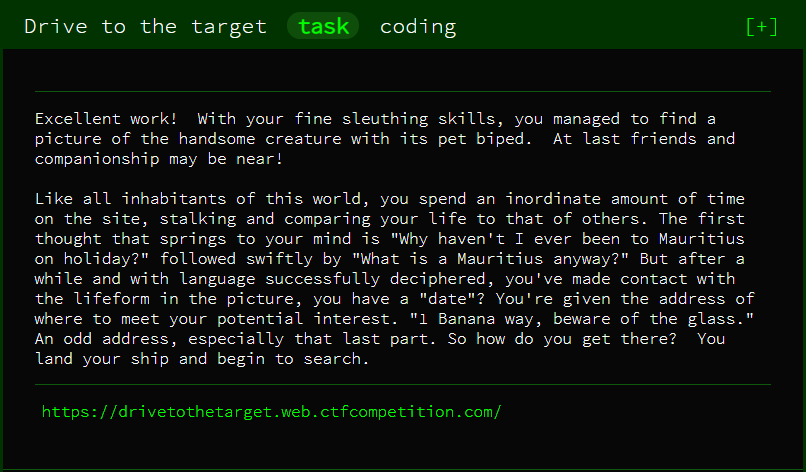 Drive to the target task coding [+]
Excellent work!  With your fine sleuthing skills, you managed to find a
picture of the handsome creature with its pet biped.  At last friends and
companionship may be near!
Like all inhabitants of this world, you spend an inordinate amount of time
on the site, stalking and comparing your life to that of others. The first
thought that springs to your mind is "Why haven't I ever been to Mauritius
on holiday?" followed swiftly by "What is a Mauritius anyway?" But after a
while and with language successfully deciphered, you've made contact with
the lifeform in the picture, you have a "date"? You're given the address of
where to meet your potential interest. "1 Banana way, beware of the glass."
An odd address, especially that last part. So how do you get there?  You
land your ship and begin to search.
https://drivetothetarget.web.ctfcompetition.com/